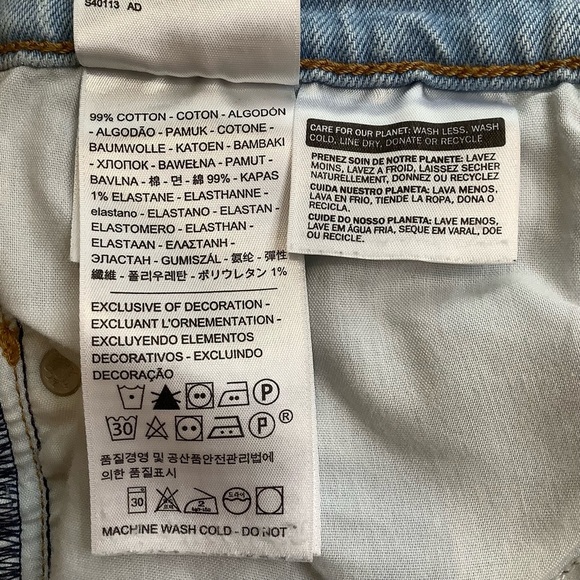 S40113 AD
99% COTTON - COTON - ALGODÓN
- ALGODÃO - PAMUK - COTONE -
BAUMWOLLE - KATOEN - BAMBAKI
- ХЛОПОК - BAWEŁNA - PAMUT -
BAVLNA - 棉 - 면 - 綿 99% - KAPAS
1% ELASTANE - ELASTHANNE -
elastano - ELASTANO - ELASTAN -
ELASTOMERO - ELASTHAN -
ELASTAAN - ΕΛΑΣΤΑΝΗ -
ЭЛАСТАН - GUMISZÁL - 氨纶 - 彈性
纖維 - 폴리우레탄 - ポリウレタン 1%
EXCLUSIVE OF DECORATION -
EXCLUANT L'ORNEMENTATION -
EXCLUYENDO ELEMENTOS
DECORATIVOS - EXCLUINDO
DECORAÇÃO
P
30 P ®
품질경영 및 공산품안전관리법에
의한 품질표시
30 2
MACHINE WASH COLD - DO NOT
CARE FOR OUR PLANET: WASH LESS, WASH
COLD, LINE DRY, DONATE OR RECYCLE
PRENEZ SOIN DE NOTRE PLANETE: LAVEZ
MOINS, LAVEZ A FROID, LAISSEZ SECHER
NATURELLEMENT, DONNEZ OU RECYCLEZ
CUIDA NUESTRO PLANETA: LAVA MENOS,
LAVA EN FRIO, TIENDE LA ROPA, DONA O
RECICLA.
CUIDE DO NOSSO PLANETA: LAVE MENOS,
LAVE EM ÁGUA FRIA, SEQUE EM VARAL, DOE
OU RECICLE.